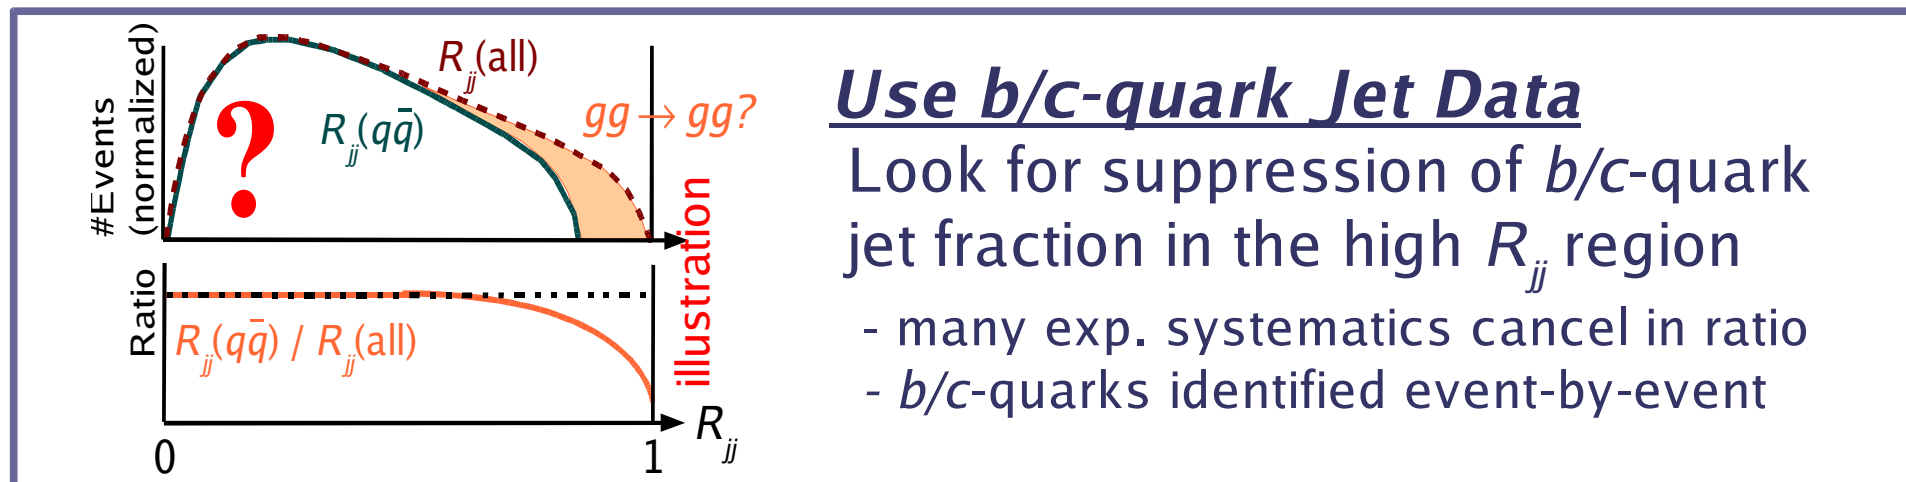 #Events
(normalized)
?
R_jj(all)
R_jj(qq̄)
gg → gg?
illustration
Ratio
R_jj(qq̄) / R_jj(all)
0
1
R_jj
Use b/c-quark Jet Data
Look for suppression of b/c-quark
jet fraction in the high R_jj region
- many exp. systematics cancel in ratio
- b/c-quarks identified event-by-event